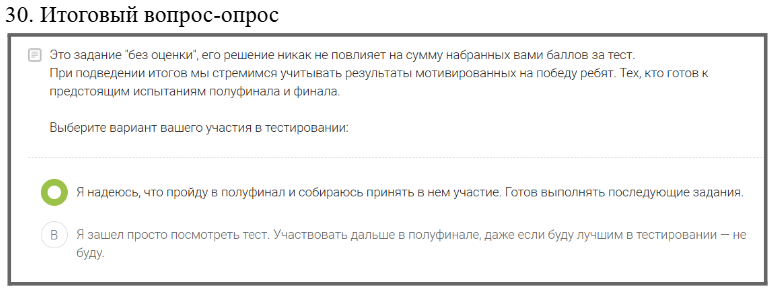 30. Итоговый вопрос-опрос
Это задание "без оценки", его решение никак не повлияет на сумму набранных вами баллов за тест.
При подведении итогов мы стремимся учитывать результаты мотивированных на победу ребят. Тех, кто готов к
предстоящим испытаниям полуфинала и финала.
Выберите вариант вашего участия в тестировании:
Я надеюсь, что пройду в полуфинал и собираюсь принять в нем участие. Готов выполнять последующие задания.
B Я зашел просто посмотреть тест. Участвовать дальше в полуфинале, даже если буду лучшим в тестировании — не
буду.